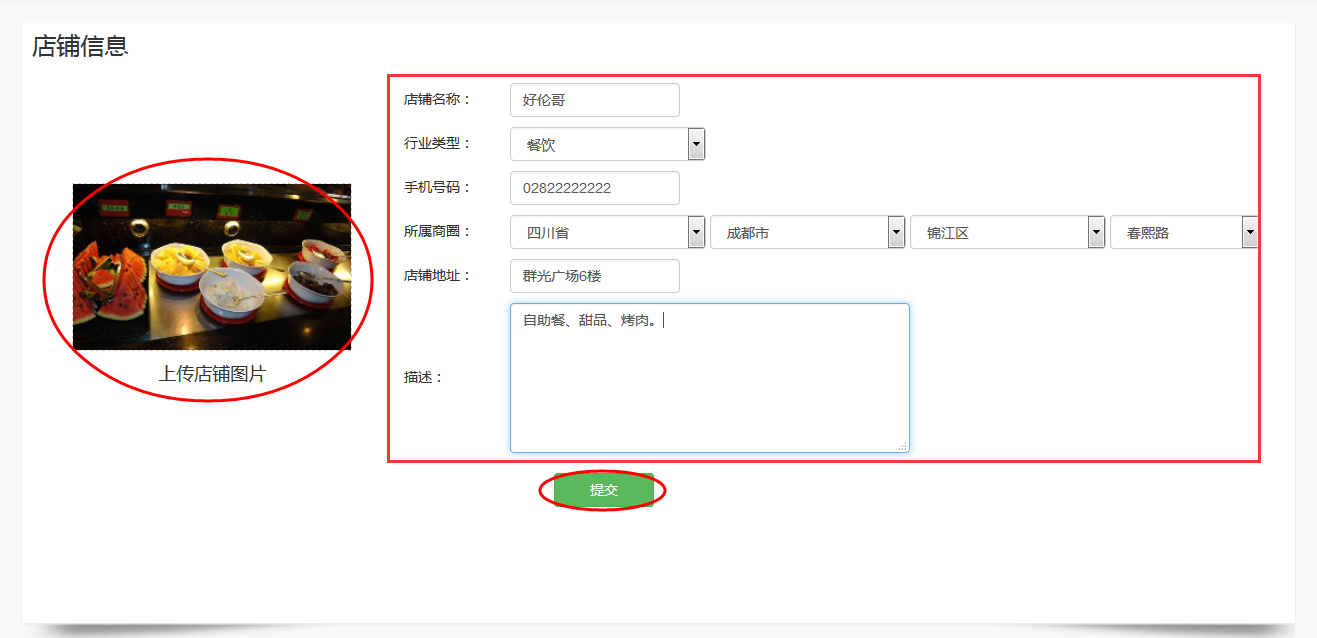 店铺信息
店铺名称： 好伦哥
行业类型： 餐饮
手机号码： 02822222222
所属商圈： 四川省 成都市 锦江区 春熙路
店铺地址： 群光广场6楼
描述： 自助餐、甜品、烤肉。
上传店铺图片
提交